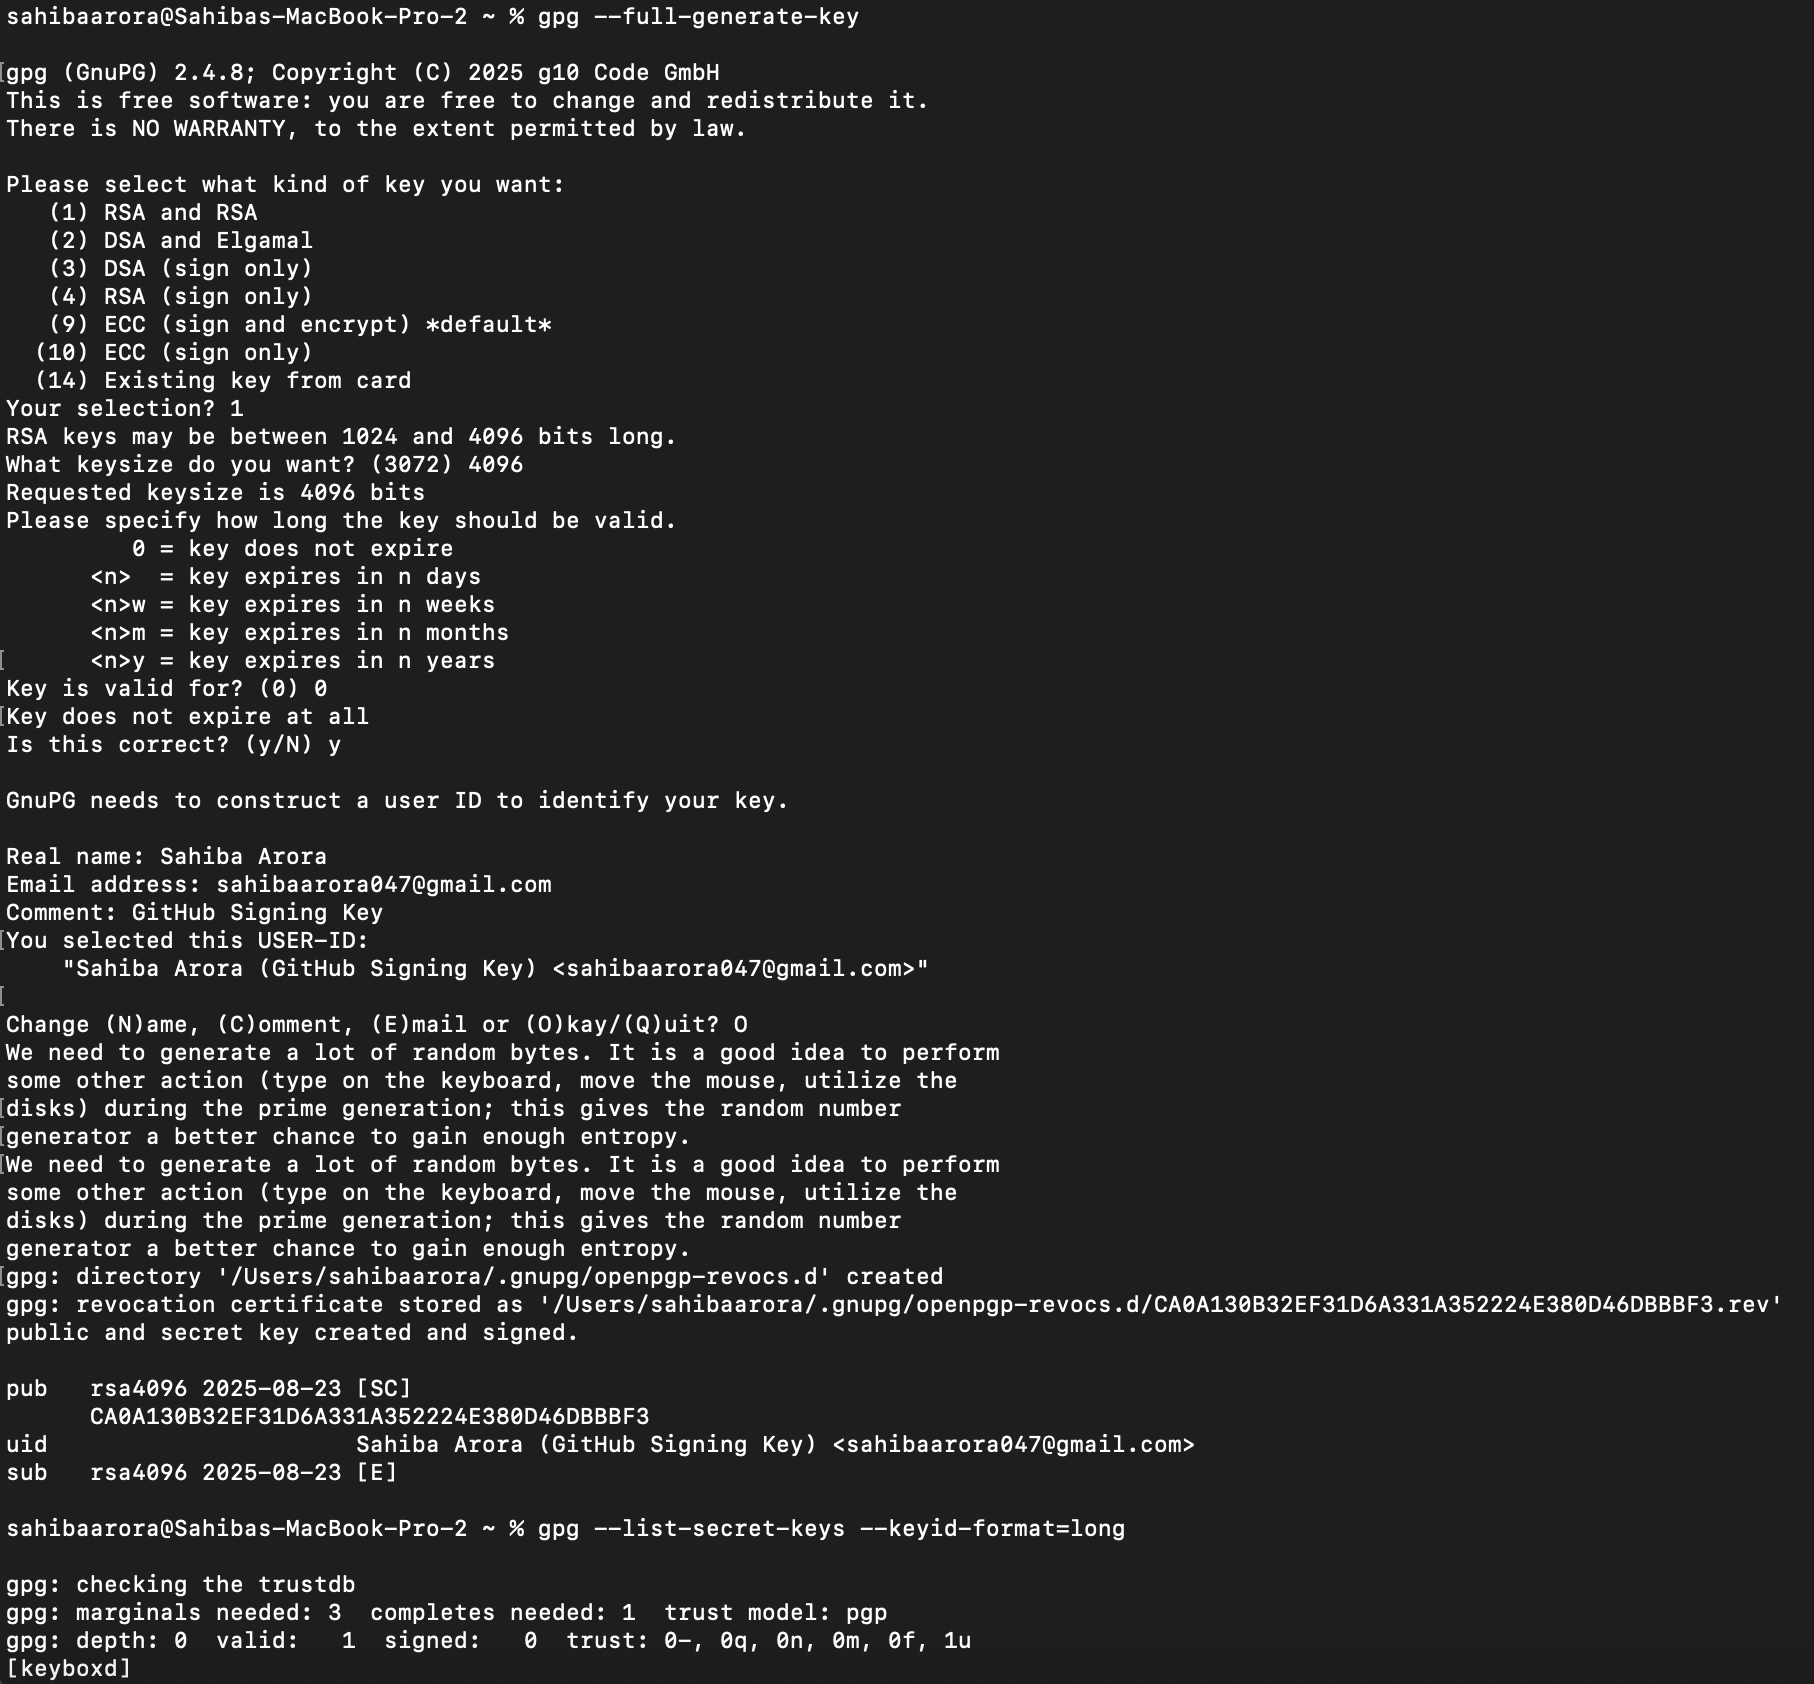 sahibaarora@Sahibas-MacBook-Pro-2 ~ % gpg --full-generate-key
gpg (GnuPG) 2.4.8; Copyright (C) 2025 g10 Code GmbH
This is free software: you are free to change and redistribute it.
There is NO WARRANTY, to the extent permitted by law.
Please select what kind of key you want:
   (1) RSA and RSA
   (2) DSA and Elgamal
   (3) DSA (sign only)
   (4) RSA (sign only)
   (9) ECC (sign and encrypt) *default*
  (10) ECC (sign only)
  (14) Existing key from card
Your selection? 1
RSA keys may be between 1024 and 4096 bits long.
What keysize do you want? (3072) 4096
Requested keysize is 4096 bits
Please specify how long the key should be valid.
         0 = key does not expire
      <n>  = key expires in n days
      <n>w = key expires in n weeks
      <n>m = key expires in n months
      <n>y = key expires in n years
Key is valid for? (0) 0
Key does not expire at all
Is this correct? (y/N) y
GnuPG needs to construct a user ID to identify your key.
Real name: Sahiba Arora
Email address: sahibaarora047@gmail.com
Comment: GitHub Signing Key
You selected this USER-ID:
    "Sahiba Arora (GitHub Signing Key) <sahibaarora047@gmail.com>"
Change (N)ame, (C)omment, (E)mail or (O)kay/(Q)uit? O
We need to generate a lot of random bytes. It is a good idea to perform
some other action (type on the keyboard, move the mouse, utilize the
disks) during the prime generation; this gives the random number
generator a better chance to gain enough entropy.
We need to generate a lot of random bytes. It is a good idea to perform
some other action (type on the keyboard, move the mouse, utilize the
disks) during the prime generation; this gives the random number
generator a better chance to gain enough entropy.
gpg: directory '/Users/sahibaarora/.gnupg/openpgp-revocs.d' created
gpg: revocation certificate stored as '/Users/sahibaarora/.gnupg/openpgp-revocs.d/CA0A130B32EF31D6A331A352224E380D46DBBBF3.rev'
public and secret key created and signed.
pub   rsa4096 2025-08-23 [SC]
      CA0A130B32EF31D6A331A352224E380D46DBBBF3
uid                      Sahiba Arora (GitHub Signing Key) <sahibaarora047@gmail.com>
sub   rsa4096 2025-08-23 [E]
sahibaarora@Sahibas-MacBook-Pro-2 ~ % gpg --list-secret-keys --keyid-format=long
gpg: checking the trustdb
gpg: marginals needed: 3  completes needed: 1  trust model: pgp
gpg: depth: 0  valid:   1  signed:   0  trust: 0-, 0q, 0n, 0m, 0f, 1u
[keyboxd]